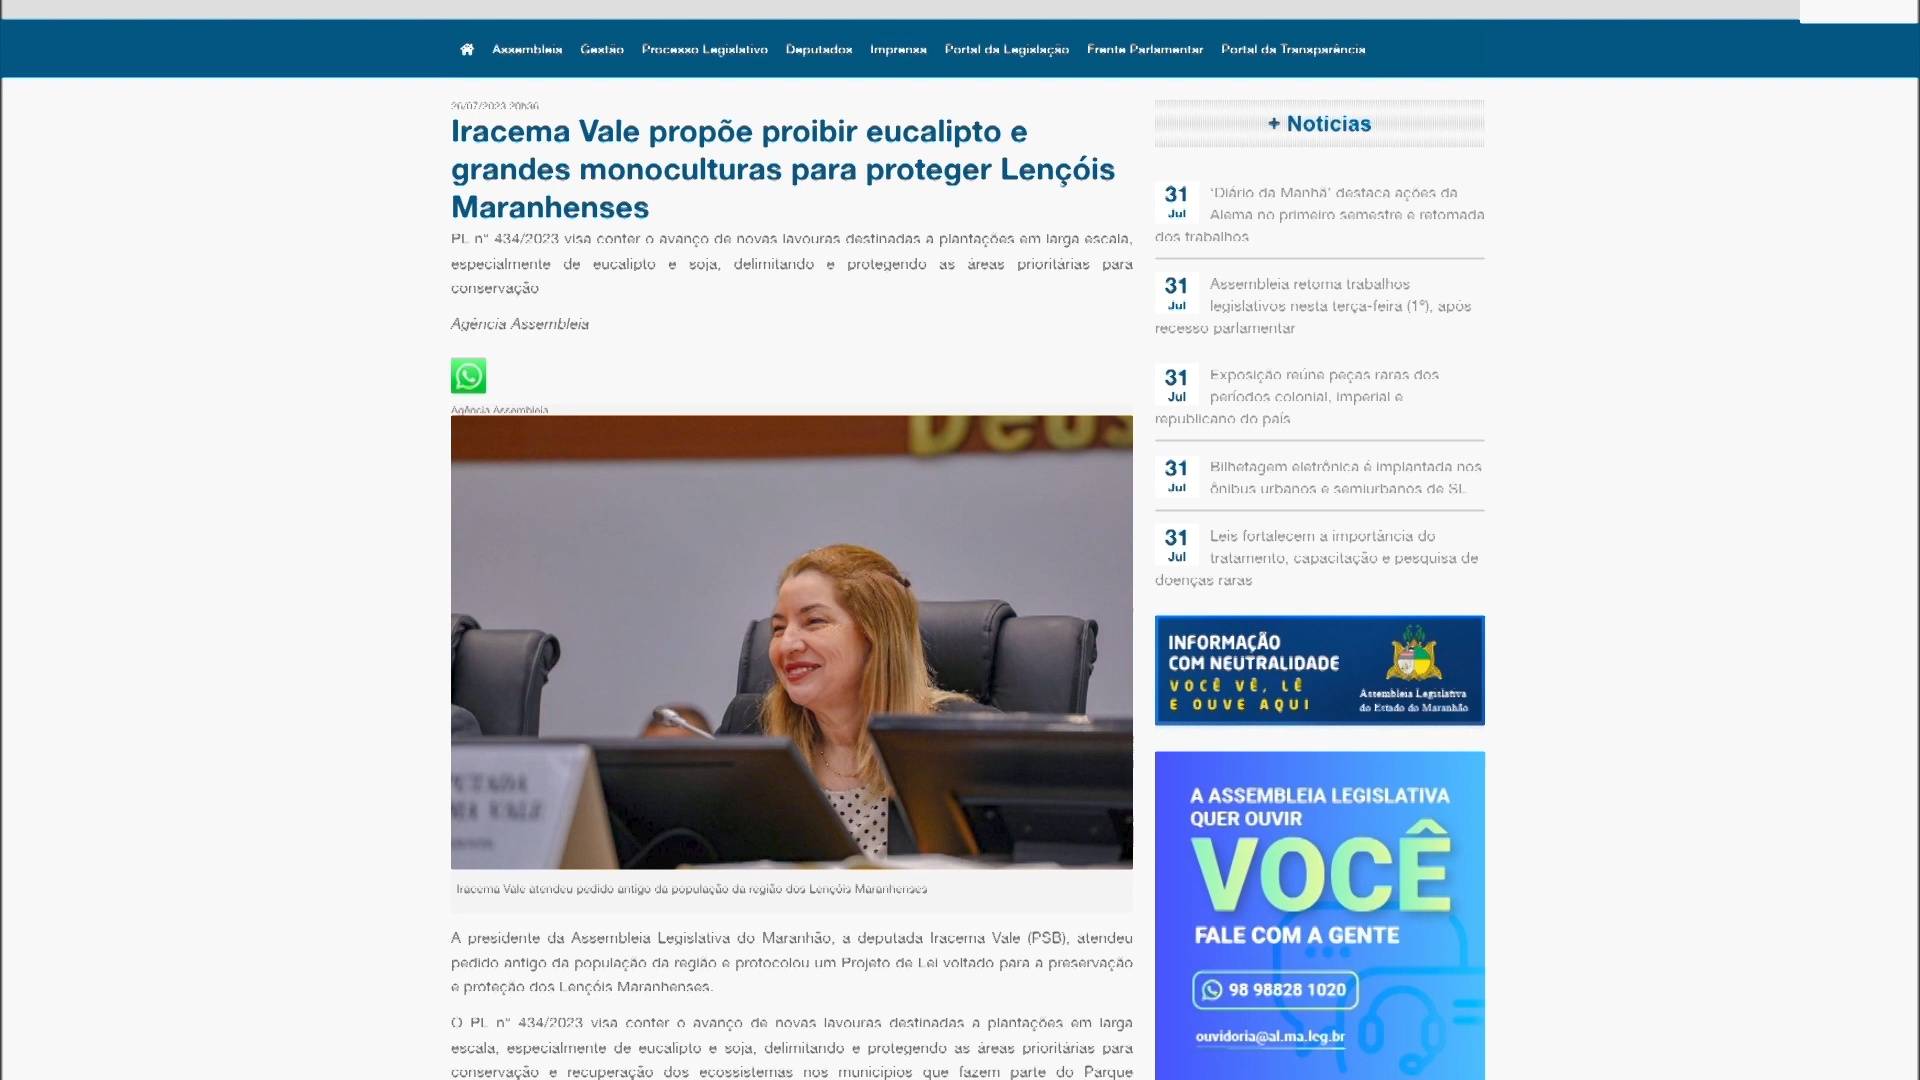 Assembleia Gestão Processo Legislativo Deputados Imprensa Portal da Legislação Frente Parlamentar Portal da Transparência
26/07/2023 20h36
Iracema Vale propõe proibir eucalipto e
grandes monoculturas para proteger Lençóis
Maranhenses
PL n° 434/2023 visa conter o avanço de novas lavouras destinadas a plantações em larga escala,
especialmente de eucalipto e soja, delimitando e protegendo as áreas prioritárias para
conservação
Agência Assembleia
Agência Assembleia
Deus
PUTADA
MA VALE
Iracema Vale atendeu pedido antigo da população da região dos Lençóis Maranhenses
A presidente da Assembleia Legislativa do Maranhão, a deputada Iracema Vale (PSB), atendeu
pedido antigo da população da região e protocolou um Projeto de Lei voltado para a preservação
e proteção dos Lençóis Maranhenses.
O PL n° 434/2023 visa conter o avanço de novas lavouras destinadas a plantações em larga
escala, especialmente de eucalipto e soja, delimitando e protegendo as áreas prioritárias para
conservação e recuperação dos ecossistemas nos municípios que fazem parte do Parque
+ Noticias
31 Jul
'Diário da Manhã' destaca ações da
Alema no primeiro semestre e retomada
dos trabalhos
31 Jul
Assembleia retoma trabalhos
legislativos nesta terça-feira (1º), após
recesso parlamentar
31 Jul
Exposição reúne peças raras dos
períodos colonial, imperial e
republicano do país
31 Jul
Bilhetagem eletrônica é implantada nos
ônibus urbanos e semiurbanos de SL
31 Jul
Leis fortalecem a importância do
tratamento, capacitação e pesquisa de
doenças raras
INFORMAÇÃO
COM NEUTRALIDADE
VOCÊ VÊ, LÊ
E OUVE AQUI
Assembleia Legislativa
do Estado do Maranhão
A ASSEMBLEIA LEGISLATIVA
QUER OUVIR
VOCÊ
FALE COM A GENTE
98 98828 1020
ouvidoria@al.ma.leg.br